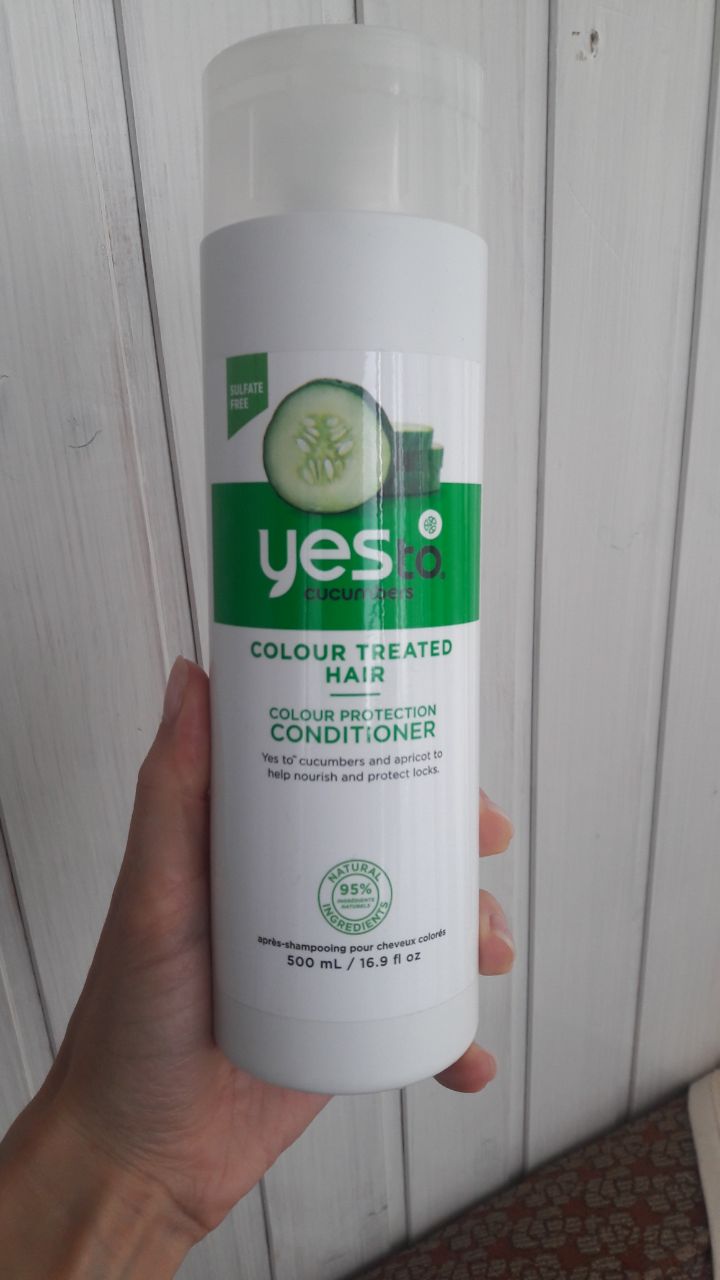 SULFATE
FREE
yes to
cucumbers
COLOUR TREATED
HAIR
COLOUR PROTECTION
CONDITIONER
Yes to™ cucumbers and apricot to
help nourish and protect locks.
NATURAL
95%
INGRÉDIENTS
NATURELS
INGREDIENTS
après-shampooing pour cheveux colorés
500 mL / 16.9 fl oz